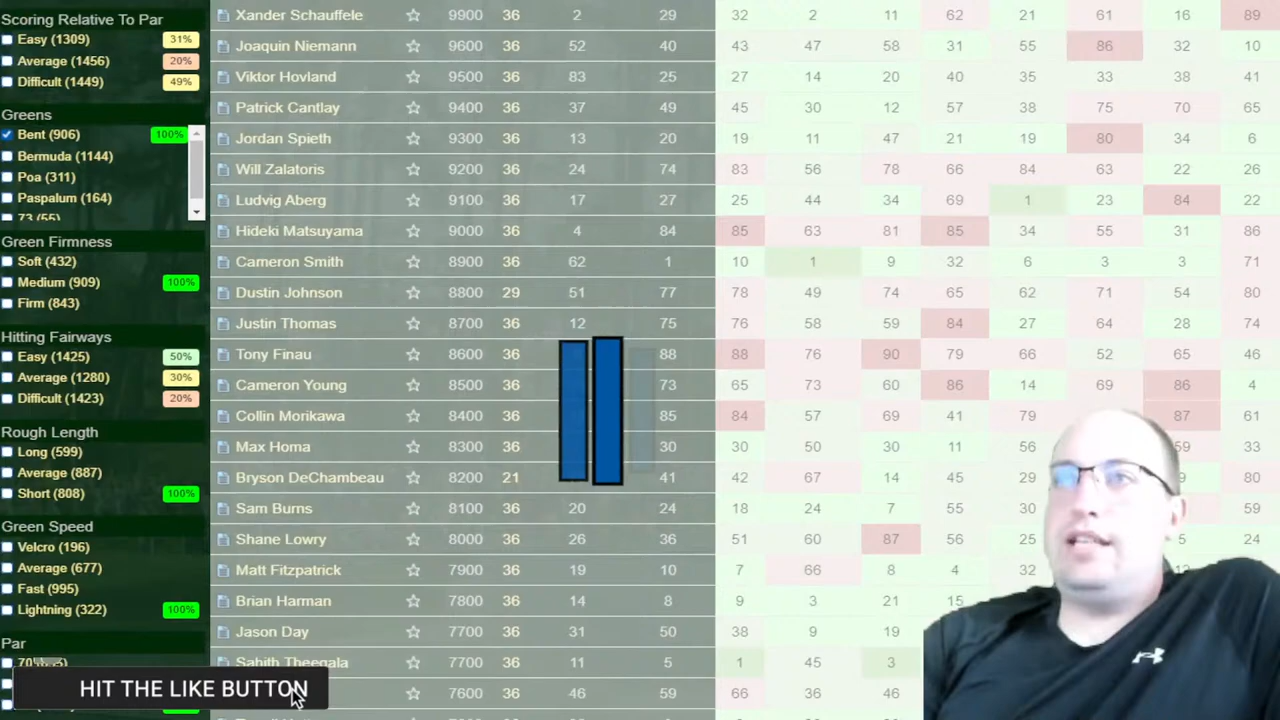 Scoring Relative To Par
Easy (1309) 31%
Average (1456) 20%
Difficult (1449) 49%
Greens
Bent (906) 100%
Bermuda (1144)
Poa (311)
Paspalum (164)
Green Firmness
Soft (432)
Medium (909) 100%
Firm (843)
Hitting Fairways
Easy (1425) 50%
Average (1280) 30%
Difficult (1423) 20%
Rough Length
Long (599)
Average (887)
Short (808) 100%
Green Speed
Velcro (196)
Average (677)
Fast (995)
Lightning (322) 100%
Par
HIT THE LIKE BUTTON
Xander Schauffele 9900 36 2 29 32 2 11 62 21 61 16 89
Joaquin Niemann 9600 36 52 40 43 47 58 31 55 86 32 10
Viktor Hovland 9500 36 83 25 27 14 20 40 35 33 38 41
Patrick Cantlay 9400 36 37 49 45 30 12 57 38 75 70 65
Jordan Spieth 9300 36 13 20 19 11 47 21 19 80 34 6
Will Zalatoris 9200 36 24 74 83 56 78 66 84 63 22 26
Ludvig Aberg 9100 36 17 27 25 44 34 69 1 23 84 22
Hideki Matsuyama 9000 36 4 84 85 63 81 85 34 55 31 86
Cameron Smith 8900 36 62 1 10 1 9 32 6 3 3 71
Dustin Johnson 8800 29 51 77 78 49 74 65 62 71 54 80
Justin Thomas 8700 36 12 75 76 58 59 84 27 64 28 74
Tony Finau 8600 36 88 88 76 90 79 66 52 65 46
Cameron Young 8500 36 73 65 73 60 86 14 69 86 4
Collin Morikawa 8400 36 85 84 57 69 41 79 87 61
Max Homa 8300 36 30 30 50 30 11 56 59 33
Bryson DeChambeau 8200 21 41 42 67 14 45 29 80
Sam Burns 8100 36 20 24 18 24 7 55 30 59
Shane Lowry 8000 36 26 36 51 60 87 56 25 5 24
Matt Fitzpatrick 7900 36 19 10 7 66 8 4 32
Brian Harman 7800 36 14 8 9 3 21 15
Jason Day 7700 36 31 50 38 9 19
Sahith Theegala 7700 36 11 5 1 45 3
7600 36 46 59 66 36 46